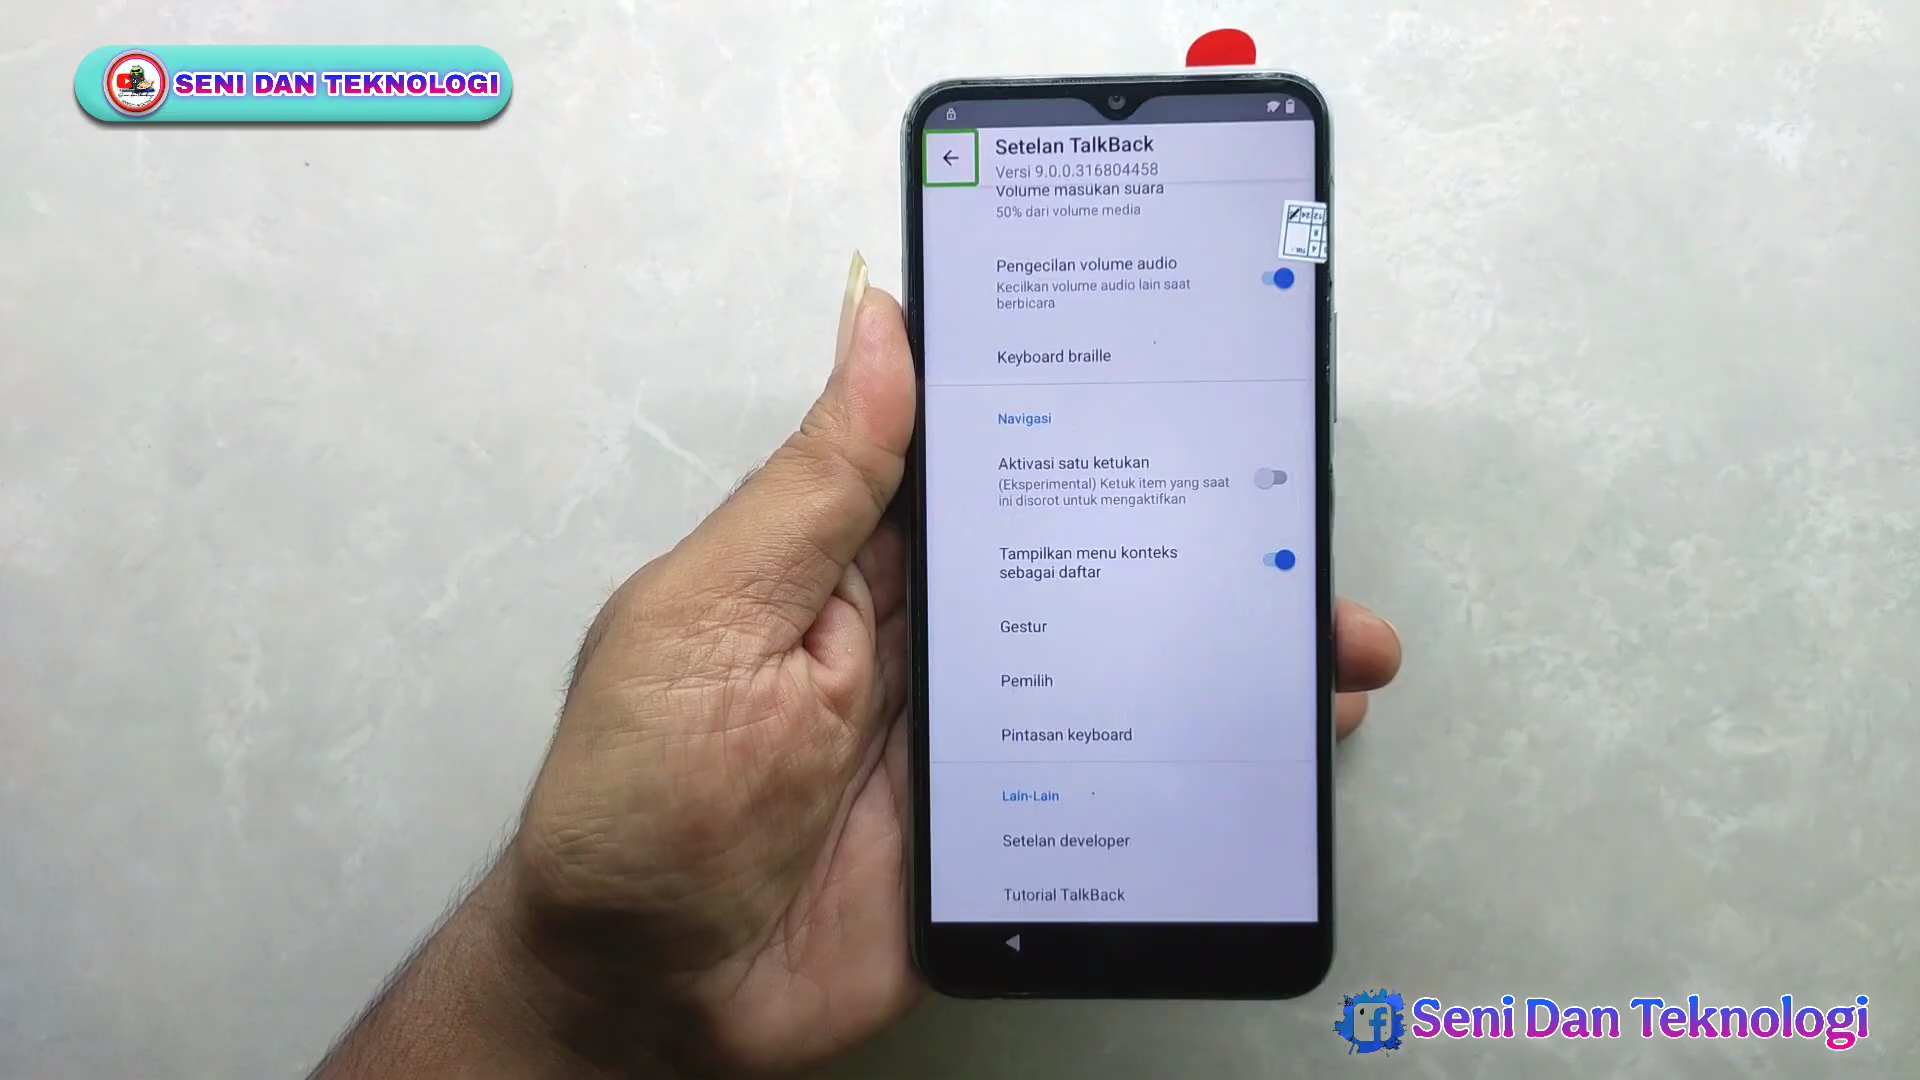 SENI DAN TEKNOLOGI
Setelan TalkBack
Versi 9.0.0.316804458
Volume masukan suara
50% dari volume media
Pengecilan volume audio
Kecilkan volume audio lain saat
berbicara
Keyboard braille
Navigasi
Aktivasi satu ketukan
(Eksperimental) Ketuk item yang saat
ini disorot untuk mengaktifkan
Tampilkan menu konteks
sebagai daftar
Gestur
Pemilih
Pintasan keyboard
Lain-Lain
Setelan developer
Tutorial TalkBack
Seni Dan Teknologi